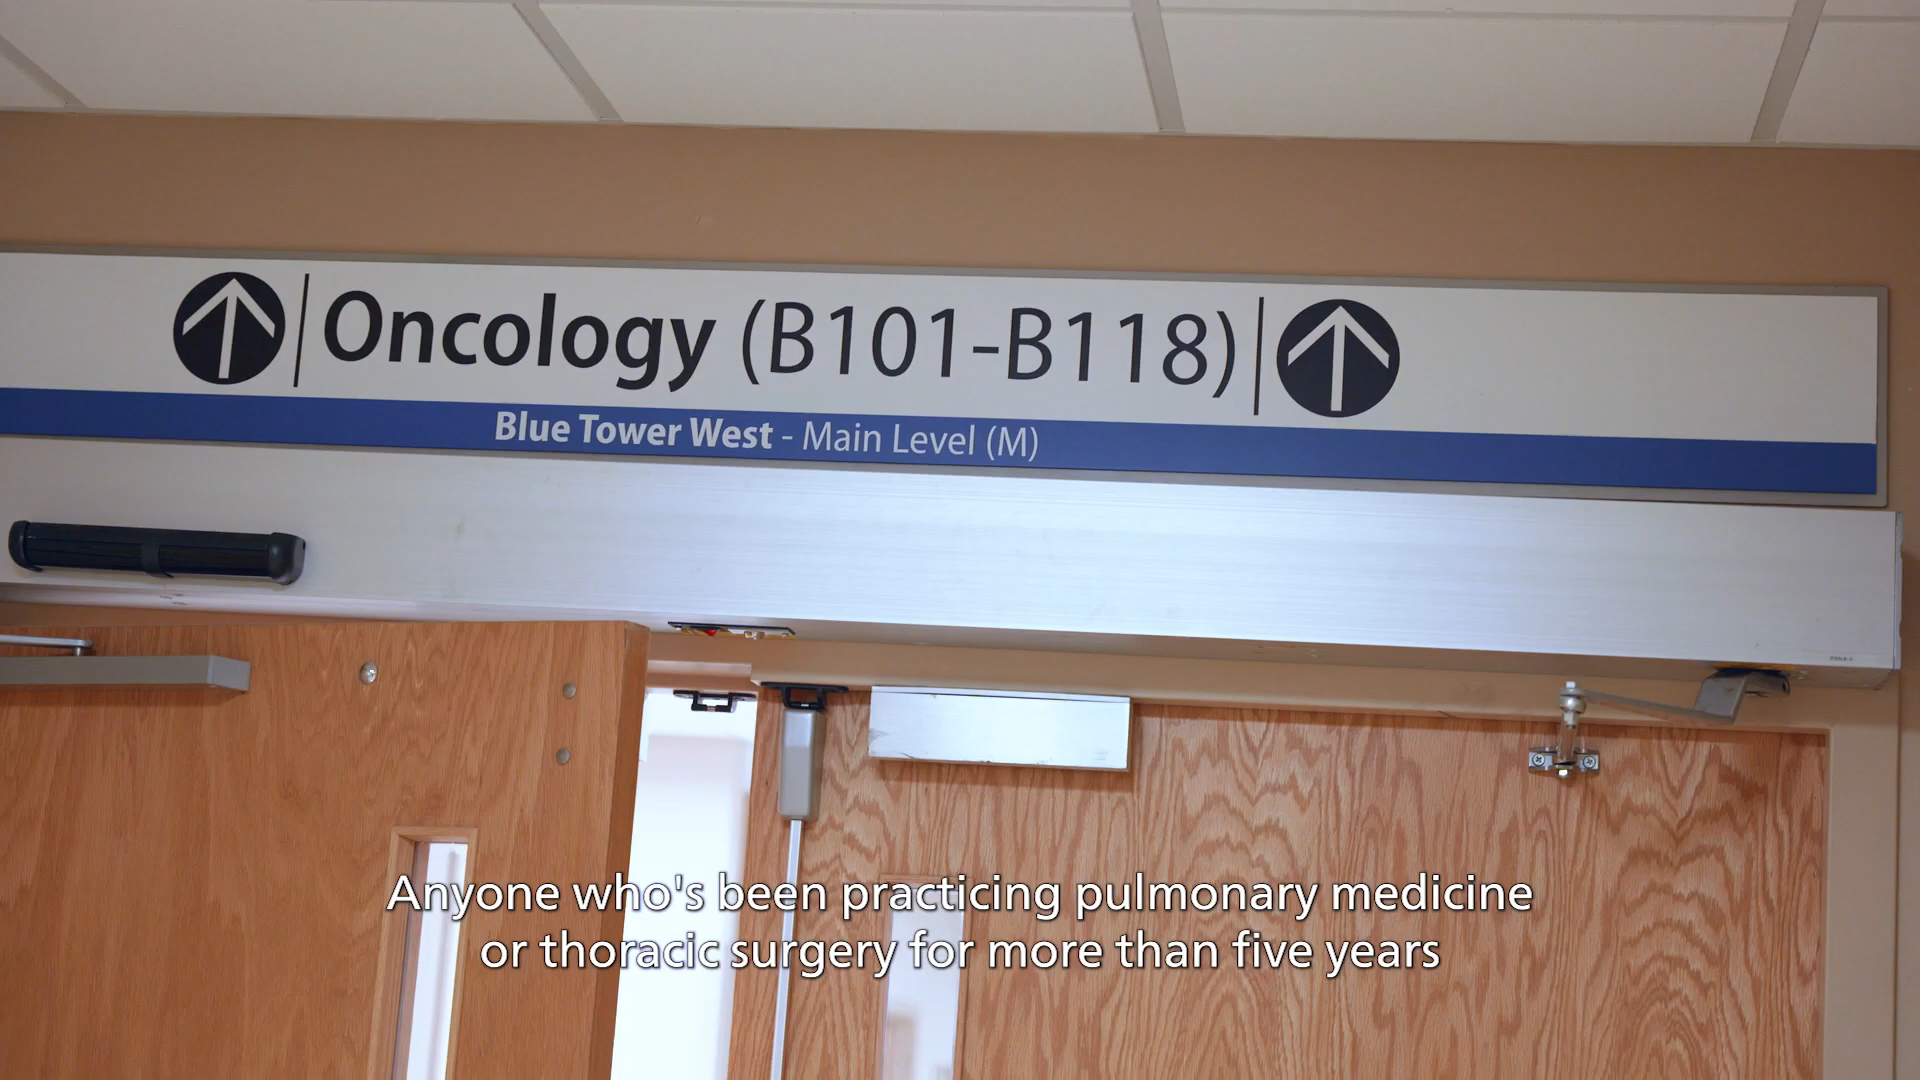 Oncology (B101-B118)
Blue Tower West - Main Level (M)
Anyone who's been practicing pulmonary medicine
or thoracic surgery for more than five years